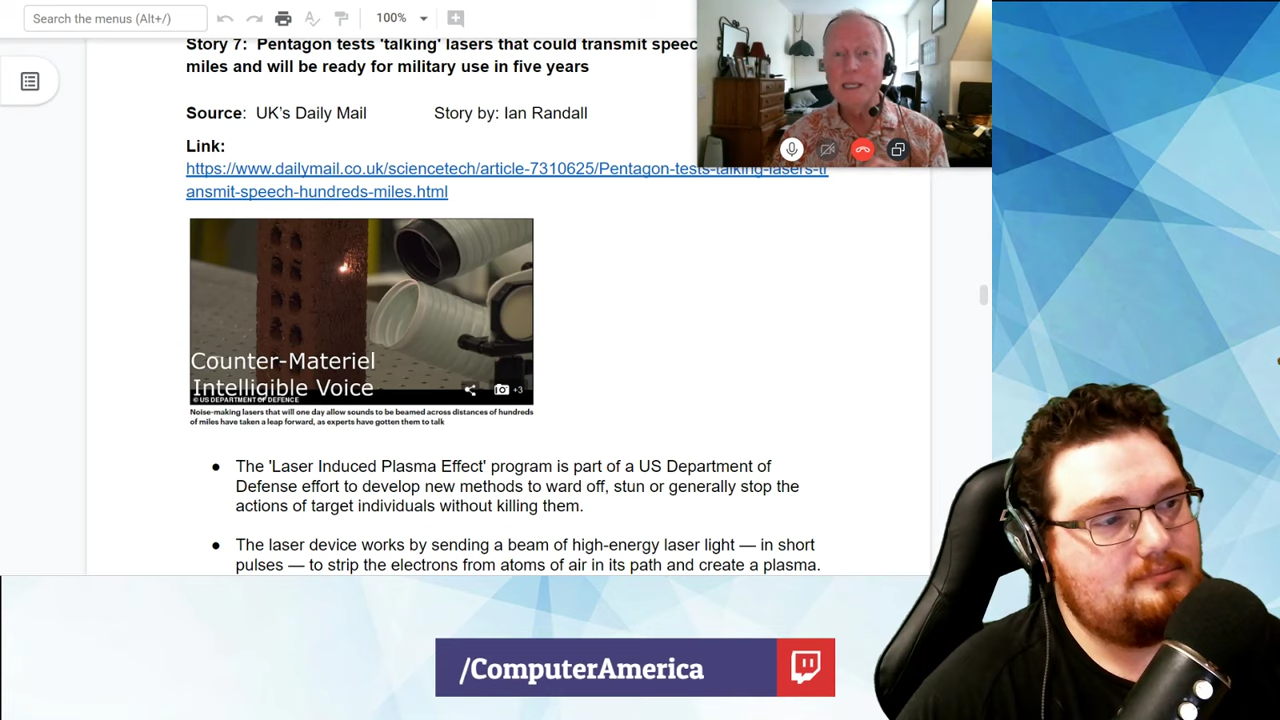 Search the menus (Alt+/)
100%
Story 7: Pentagon tests 'talking' lasers that could transmit speec
miles and will be ready for military use in five years
Source: UK's Daily Mail Story by: Ian Randall
Link:
https://www.dailymail.co.uk/sciencetech/article-7310625/Pentagon-tests-talking-lasers-tr
ansmit-speech-hundreds-miles.html
Counter-Materiel
Intelligible Voice
© US DEPARTMENT OF DEFENCE
+3
Noise-making lasers that will one day allow sounds to be beamed across distances of hundreds
of miles have taken a leap forward, as experts have gotten them to talk
● The 'Laser Induced Plasma Effect' program is part of a US Department of
Defense effort to develop new methods to ward off, stun or generally stop the
actions of target individuals without killing them.
● The laser device works by sending a beam of high-energy laser light — in short
pulses — to strip the electrons from atoms of air in its path and create a plasma.
/ComputerAmerica